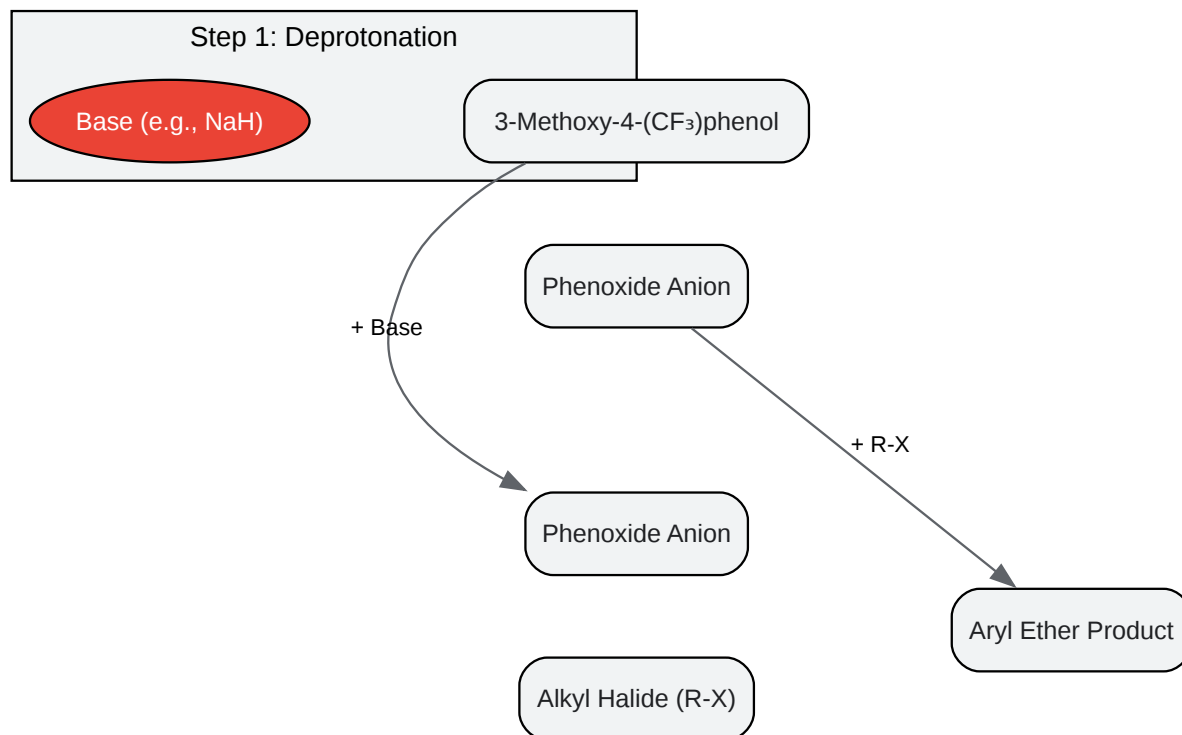 Step 1: Deprotonation
Base (e.g., NaH)
3-Methoxy-4-(CF₃)phenol
Phenoxide Anion
+ Base
+ R-X
Phenoxide Anion
Aryl Ether Product
Alkyl Halide (R-X)